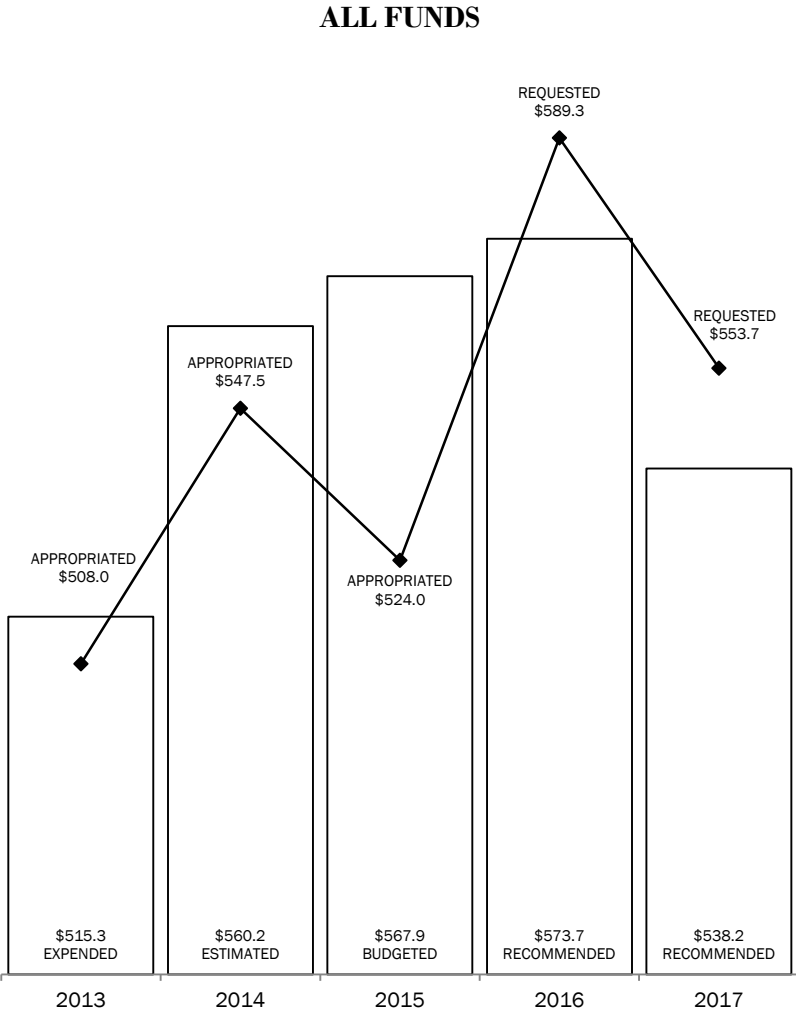 ALL FUNDS
REQUESTED
$589.3
REQUESTED
$553.7
APPROPRIATED
$547.5
APPROPRIATED
$508.0
APPROPRIATED
$524.0
$515.3
EXPENDED
$560.2
ESTIMATED
$567.9
BUDGETED
$573.7
RECOMMENDED
$538.2
RECOMMENDED
2013
2014
2015
2016
2017